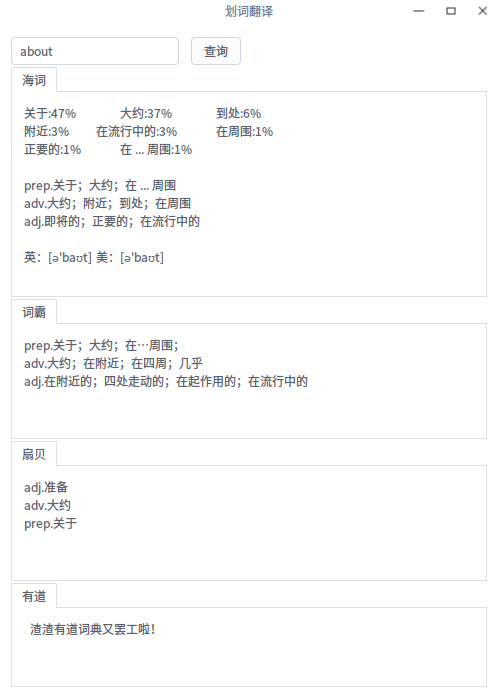 划词翻译
about 查询
海词
关于:47% 大约:37% 到处:6%
附近:3% 在流行中的:3% 在周围:1%
正要的:1% 在 ... 周围:1%
prep.关于；大约；在 ... 周围
adv.大约；附近；到处；在周围
adj.即将的；正要的；在流行中的
英：[ə'baʊt] 美：[ə'baʊt]
词霸
prep.关于；大约；在…周围；
adv.大约；在附近；在四周；几乎
adj.在附近的；四处走动的；在起作用的；在流行中的
扇贝
adj.准备
adv.大约
prep.关于
有道
渣渣有道词典又罢工啦！